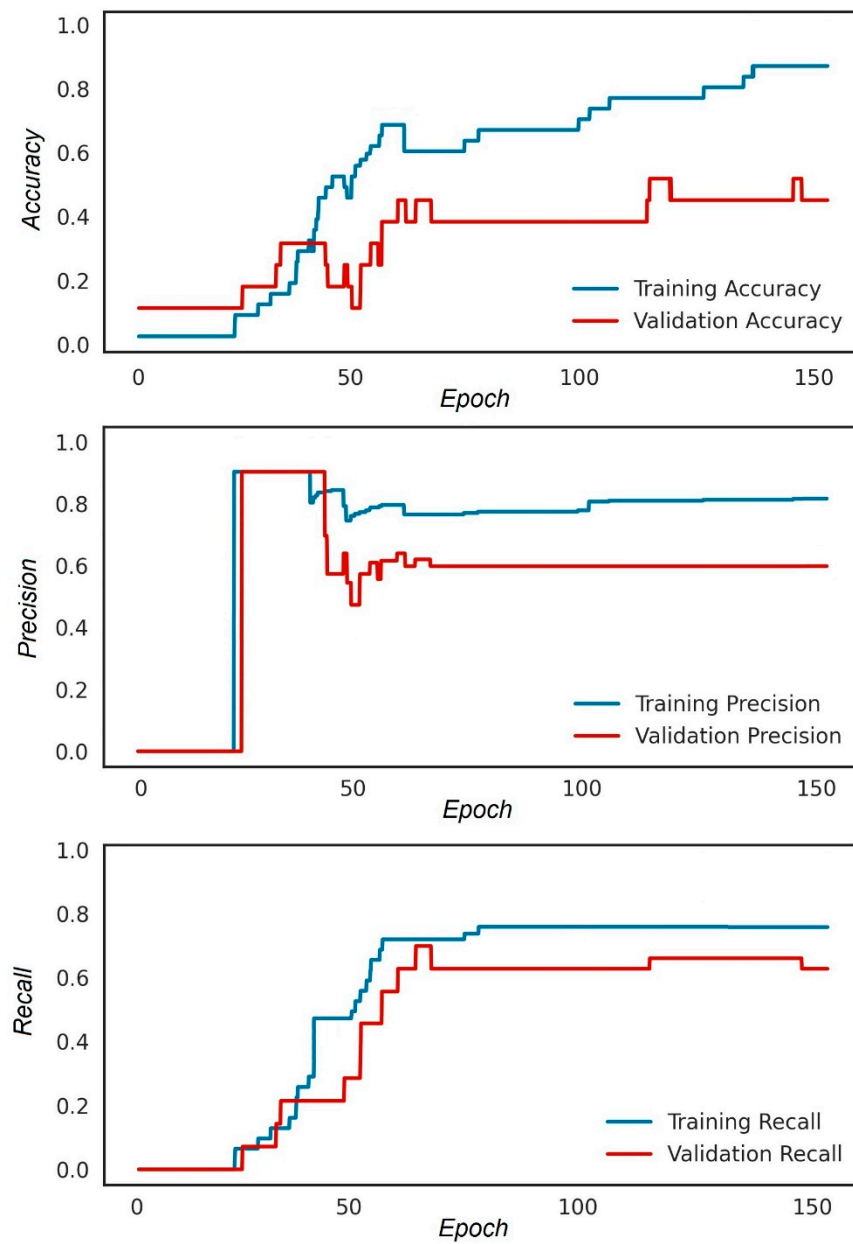 1.0
0.8
0.6
0.4
0.2
0.0
Accuracy
Training Accuracy
Validation Accuracy
0 50 100 150
Epoch
1.0
0.8
0.6
0.4
0.2
0.0
Precision
Training Precision
Validation Precision
0 50 100 150
Epoch
1.0
0.8
0.6
0.4
0.2
0.0
Recall
Training Recall
Validation Recall
0 50 100 150
Epoch